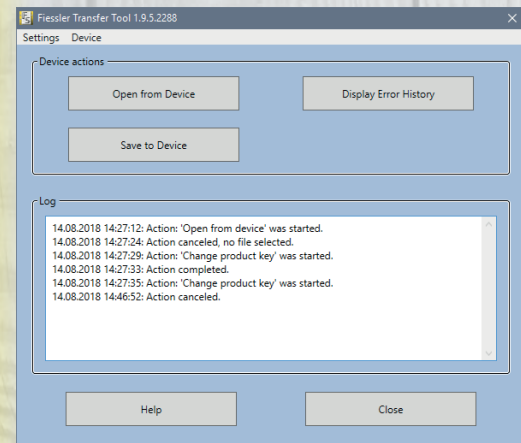 Fiessler Transfer Tool 1.9.5.2288
Settings Device
Device actions
Open from Device
Display Error History
Save to Device
Log
14.08.2018 14:27:12: Action: 'Open from device' was started.
14.08.2018 14:27:24: Action canceled, no file selected.
14.08.2018 14:27:29: Action: 'Change product key' was started.
14.08.2018 14:27:33: Action completed.
14.08.2018 14:27:35: Action: 'Change product key' was started.
14.08.2018 14:46:52: Action canceled.
Help
Close